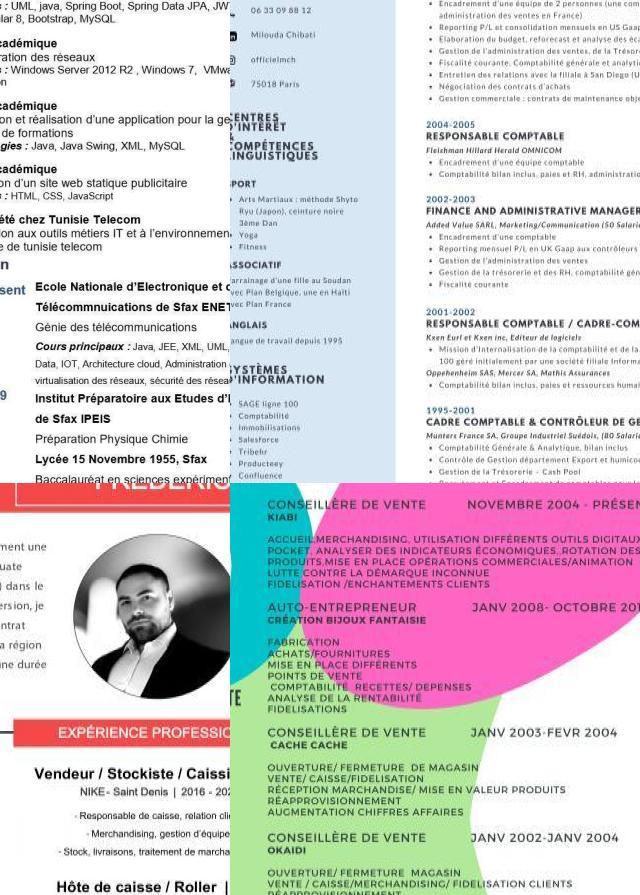 : UML, java, Spring Boot, Spring Data JPA, JW
lar 8, Bootstrap, MySQL
cadémique
ration des réseaux
: Windows Server 2012 R2 , Windows 7, VMwa
on
cadémique
on et réalisation d'une application pour la ge
de formations
gies : Java, Java Swing, XML, MySQL
cadémique
on d'un site web statique publicitaire
: HTML, CSS, JavaScript
été chez Tunisie Telecom
ion aux outils métiers IT et à l'environnemen
e de tunisie telecom
n
sent Ecole Nationale d'Electronique et d
Télécommnuications de Sfax ENET
Génie des télécommunications
Cours principaux : Java, JEE, XML, UML,
Data, IOT, Architecture cloud, Administration
virtualisation des réseaux, sécurité des résea
9 Institut Préparatoire aux Etudes d'I
de Sfax IPEIS
Préparation Physique Chimie
Lycée 15 Novembre 1955, Sfax
Baccalauréat en sciences expériment
06 33 09 88 12
Milouda Chibati
officielmch
75018 Paris
CENTRES
D'INTÉRÊT
&
COMPÉTENCES
LINGUISTIQUES
SPORT
Arts Martiaux : méthode Shyto
Ryu (Japon), ceinture noire
3ème Dan
Yoga
Fitness
ASSOCIATIF
arrainage d'une fille au Soudan
vec Plan Belgique, une en Haïti
vec Plan France
ANGLAIS
angue de travail depuis 1995
SYSTÈMES
D'INFORMATION
SAGE ligne 100
Comptabilité
Immobilisations
Salesforce
Tribehr
Producteey
Confluence
Encadrement d'une équipe de 2 personnes (une com
administration des ventes en France)
Reporting P/L et consolidation mensuels en US Gaap
Elaboration du budget, reforecast et analyse des éca
Gestion de l'administration des ventes, de la Trésore
Fiscalité courante, Comptabilité générale et analytiq
Entretien des relations avec la filiale à San Diego (U
Négociation des contrats d'achats
Gestion commerciale : contrats de maintenance obje
2004-2005
RESPONSABLE COMPTABLE
Fleishman Hillard Herald OMNICOM
Encadrement d'une équipe comptable
Comptabilité bilan inclus, paies et RH, administratio
2002-2003
FINANCE AND ADMINISTRATIVE MANAGER
Added Value SARL, Marketing/Communication (50 Salarié
Encadrement d'une comptable
Reporting mensuel P/L en UK Gaap aux contrôleurs
Gestion de l'administration des ventes
Gestion de la trésorerie et des RH, comptabilité gén
Fiscalité courante
2001-2002
RESPONSABLE COMPTABLE / CADRE-COM
Kxen Eurl et Kxen inc, Editeur de logiciels
Mission d'internalisation de la comptabilité et de la
100 géré initialement par une société filiale Informa
Oppenheim SAS, Mercer SA, Mathis Assurances
Comptabilité bilan inclus, paies et ressources humai
1995-2001
CADRE COMPTABLE & CONTRÔLEUR DE GE
Munters France SA, Groupe Industriel Suédois, (80 Salarié
Comptabilité Générale & Analytique, bilan inclus
Contrôle de Gestion département Export et humico
Gestion de la Trésorerie - Cash Pool
FREDERIC
ment une
uate
) dans le
ersion, je
ntrat
a région
une durée
TE
EXPÉRIENCE PROFESSIO
Vendeur / Stockiste / Caissi
NIKE- Saint Denis | 2016 - 202
- Responsable de caisse, relation clie
- Merchandising, gestion d'équipe
- Stock, livraisons, traitement de marcha
Hôte de caisse / Roller |
CONSEILLÈRE DE VENTE NOVEMBRE 2004 - PRÉSEN
KIABI
ACCUEIL,MERCHANDISING, UTILISATION DIFFÉRENTS OUTILS DIGITAUX
POCKET, ANALYSER DES INDICATEURS ÉCONOMIQUES,.ROTATION DES
PRODUITS,MISE EN PLACE OPÉRATIONS COMMERCIALES/ANIMATION
LUTTE CONTRE LA DÉMARQUE INCONNUE
FIDELISATION /ENCHANTEMENTS CLIENTS
AUTO-ENTREPRENEUR JANV 2008- OCTOBRE 201
CRÉATION BIJOUX FANTAISIE
FABRICATION
ACHATS/FOURNITURES
MISE EN PLACE DIFFÉRENTS
POINTS DE VENTE
COMPTABILITÉ RECETTES/ DEPENSES
ANALYSE DE LA RENTABILITÉ
FIDELISATIONS
CONSEILLÈRE DE VENTE JANV 2003-FEVR 2004
CACHE CACHE
OUVERTURE/ FERMETURE DE MAGASIN
VENTE/ CAISSE/FIDELISATION
RÉCEPTION MARCHANDISE/ MISE EN VALEUR PRODUITS
RÉAPPROVISIONNEMENT
AUGMENTATION CHIFFRES AFFAIRES
CONSEILLÈRE DE VENTE JANV 2002-JANV 2004
OKAIDI
OUVERTURE/ FERMETURE MAGASIN
VENTE / CAISSE/MERCHANDISING/ FIDELISATION CLIENTS
RÉAPPROVISIONNEMENT